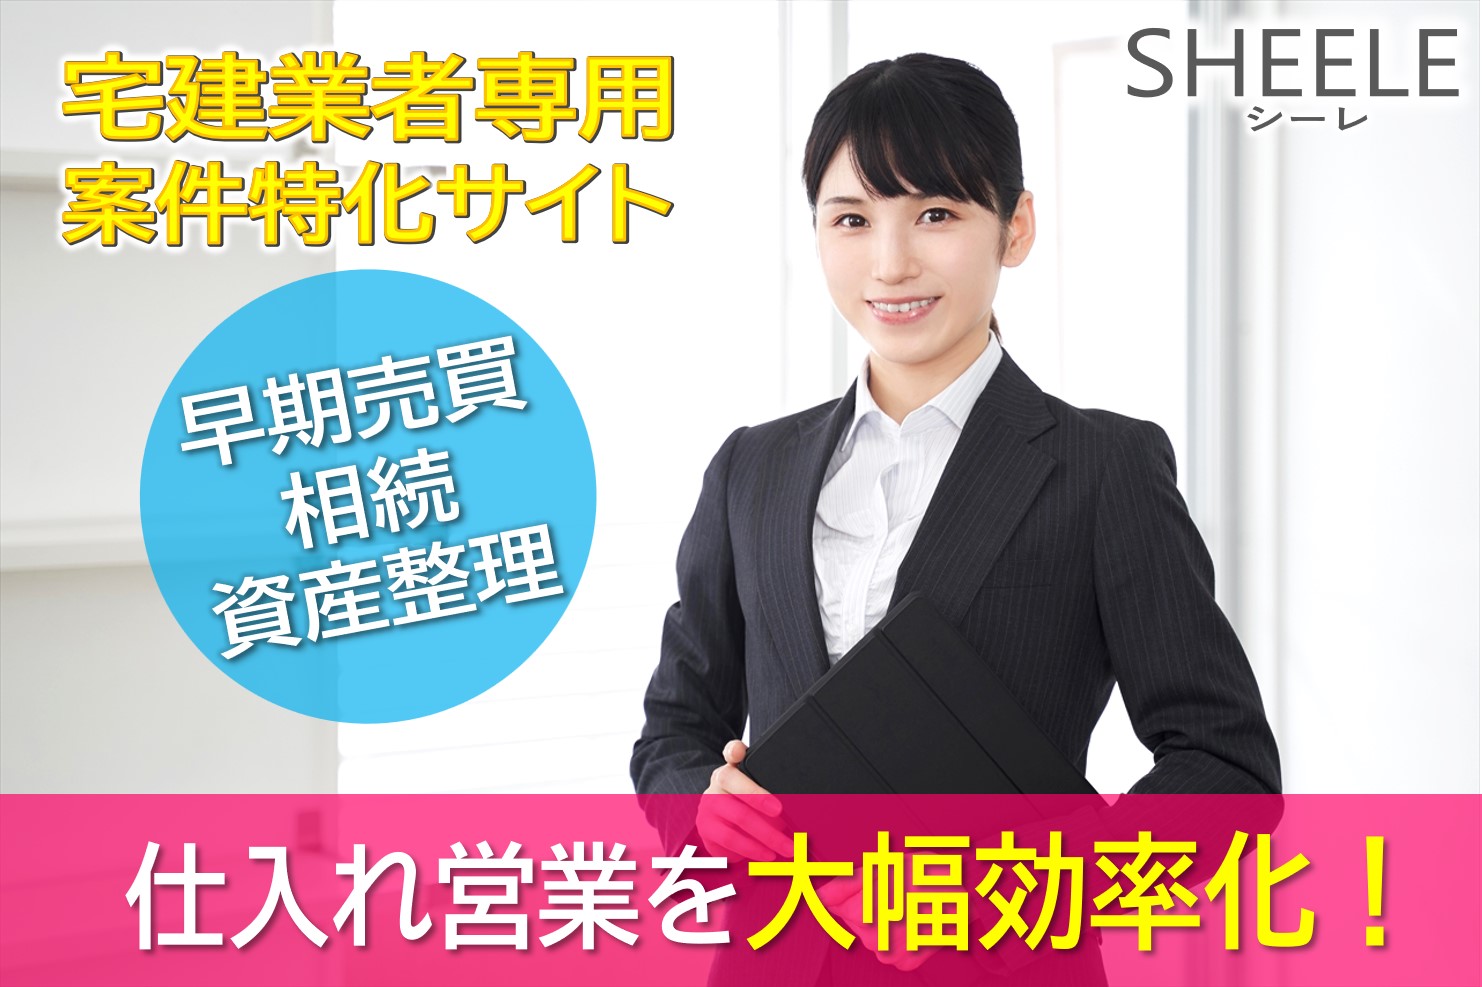 宅建業者専用
案件特化サイト
SHEELE
シーレ
早期売買
相続
資産整理
仕入れ営業を大幅効率化！